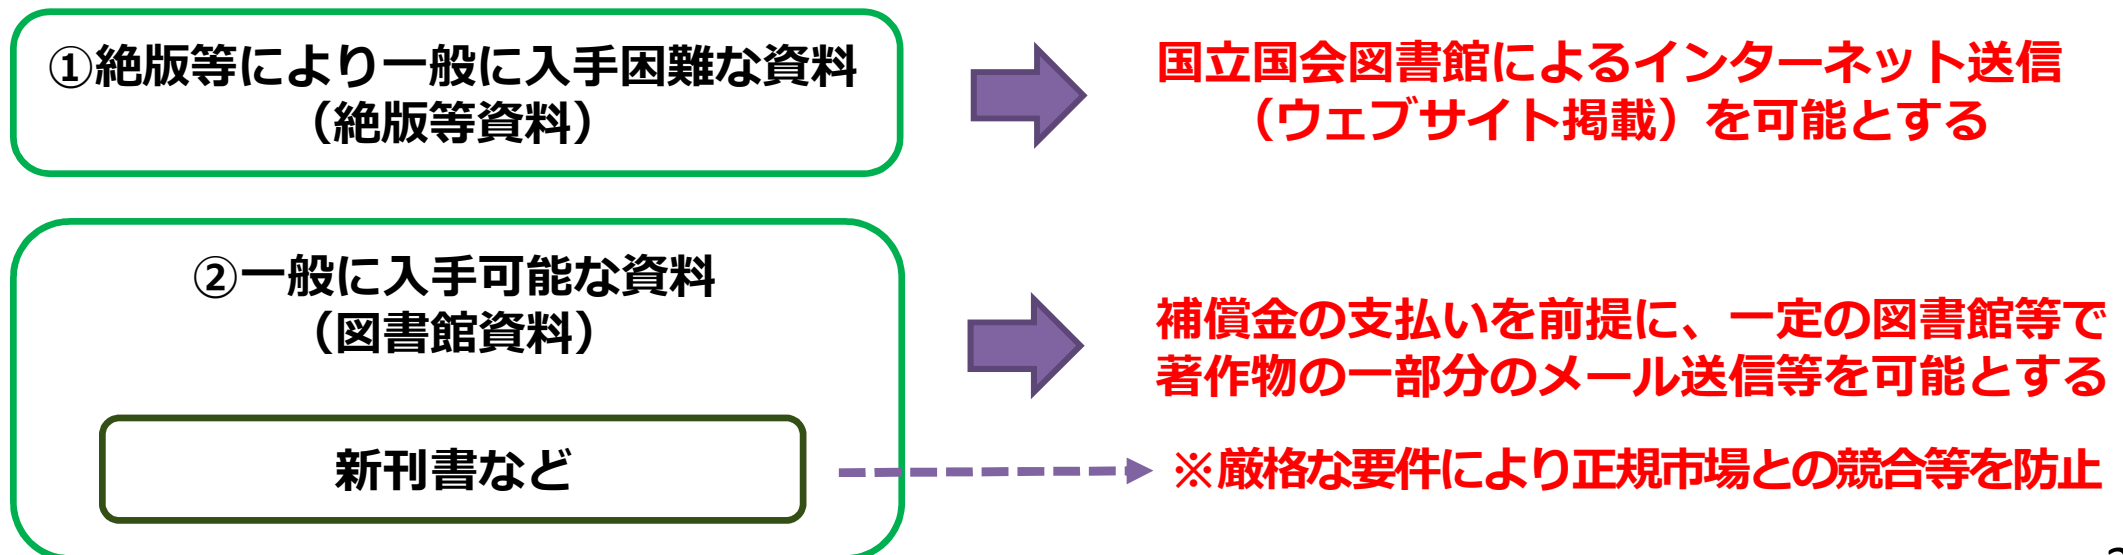 ①絶版等により一般に入手困難な資料
（絶版等資料）
国立国会図書館によるインターネット送信
（ウェブサイト掲載）を可能とする
②一般に入手可能な資料
（図書館資料）
補償金の支払いを前提に、一定の図書館等で
著作物の一部分のメール送信等を可能とする
新刊書など
※厳格な要件により正規市場との競合等を防止